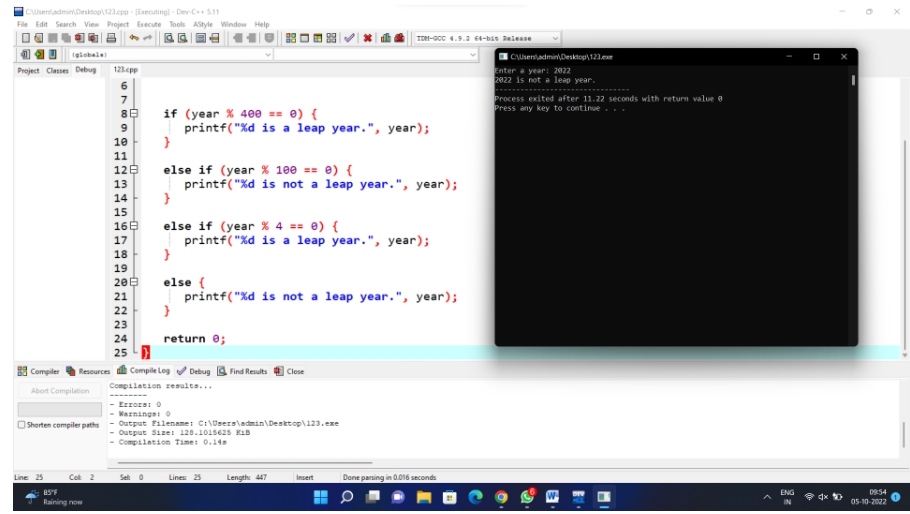 C:\Users\admin\Desktop\123.cpp - [Executing] - Dev-C++ 5.11
File Edit Search View Project Execute Tools AStyle Window Help
TDM-GCC 4.9.2 64-bit Release
(globals)
Project Classes Debug
123.cpp
6
7
8 if (year % 400 == 0) {
9 printf("%d is a leap year.", year);
10 }
11
12 else if (year % 100 == 0) {
13 printf("%d is not a leap year.", year);
14 }
15
16 else if (year % 4 == 0) {
17 printf("%d is a leap year.", year);
18 }
19
20 else {
21 printf("%d is not a leap year.", year);
22 }
23
24 return 0;
25 }
C:\Users\admin\Desktop\123.exe
Enter a year: 2022
2022 is not a leap year.
--------------------------------
Process exited after 11.22 seconds with return value 0
Press any key to continue . . .
Compiler Resources Compile Log Debug Find Results Close
Abort Compilation
Shorten compiler paths
Compilation results...
--------
- Errors: 0
- Warnings: 0
- Output Filename: C:\Users\admin\Desktop\123.exe
- Output Size: 128.1015625 KiB
- Compilation Time: 0.14s
Line: 25 Col: 2 Sel: 0 Lines: 25 Length: 447 Insert Done parsing in 0.016 seconds
85°F
Raining now
ENG
IN
09:54
05-10-2022